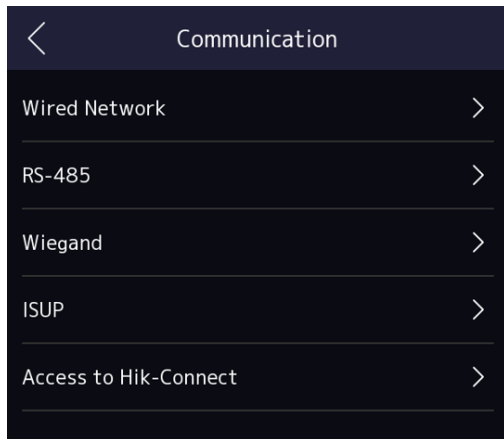 Communication
Wired Network
RS-485
Wiegand
ISUP
Access to Hik-Connect